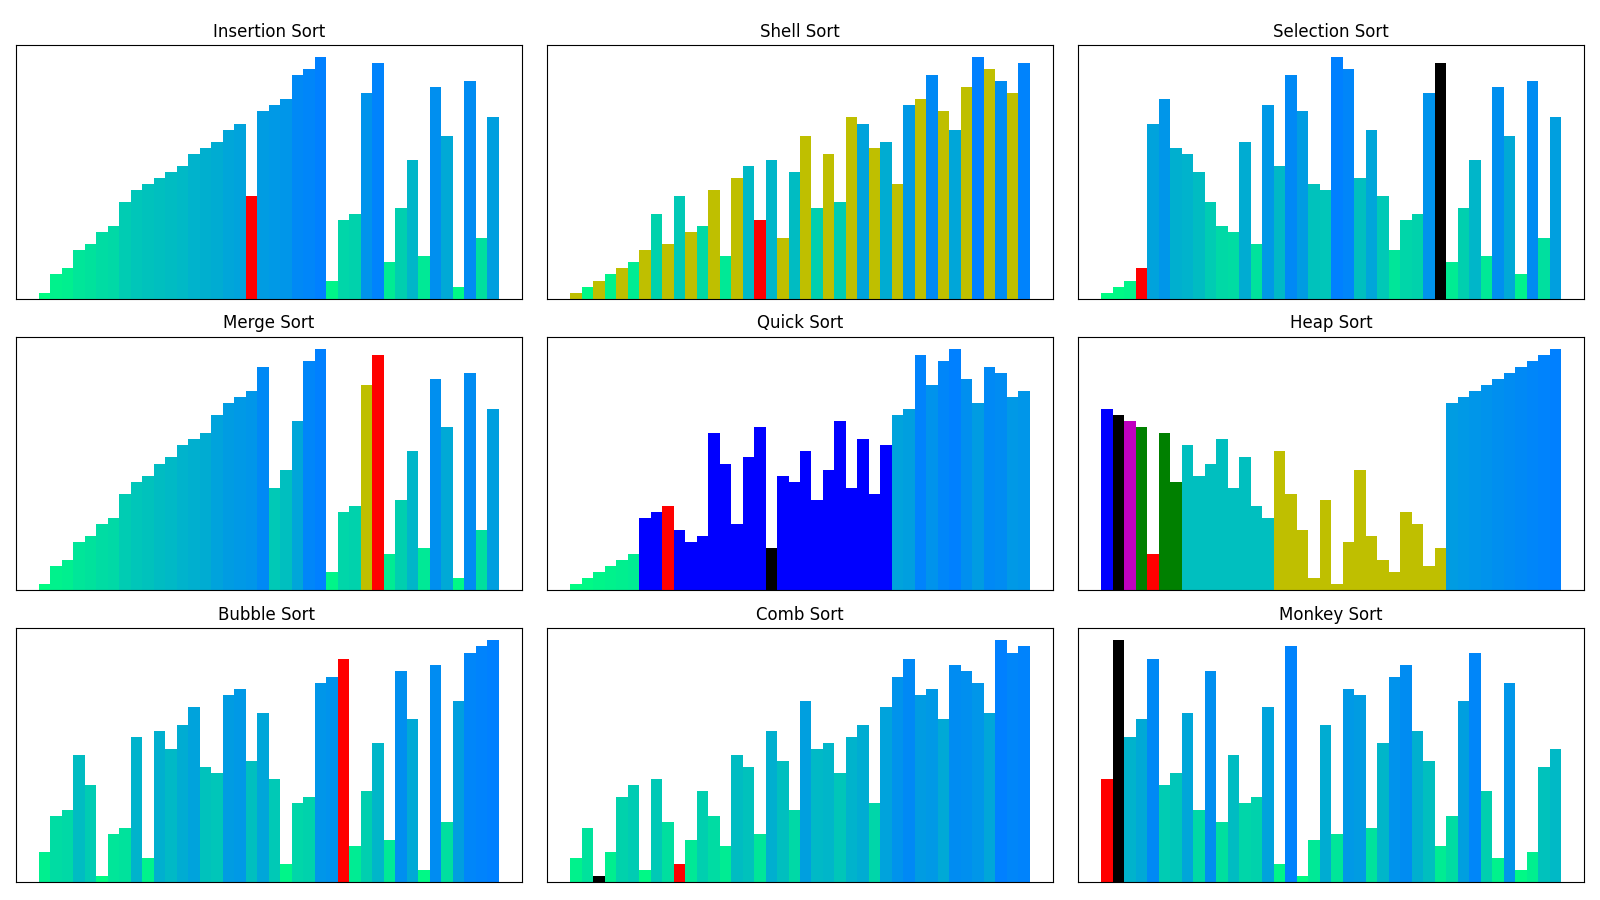 Insertion Sort
Shell Sort
Selection Sort
Merge Sort
Quick Sort
Heap Sort
Bubble Sort
Comb Sort
Monkey Sort